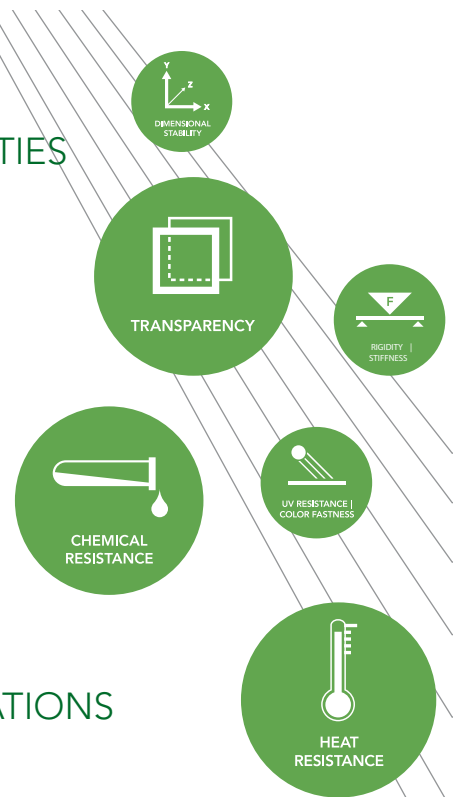 Y
Z
X
DIMENSIONAL
STABILITY
TIES
TRANSPARENCY
F
RIGIDITY |
STIFFNESS
UV RESISTANCE |
COLOR FASTNESS
CHEMICAL
RESISTANCE
ATIONS
HEAT
RESISTANCE